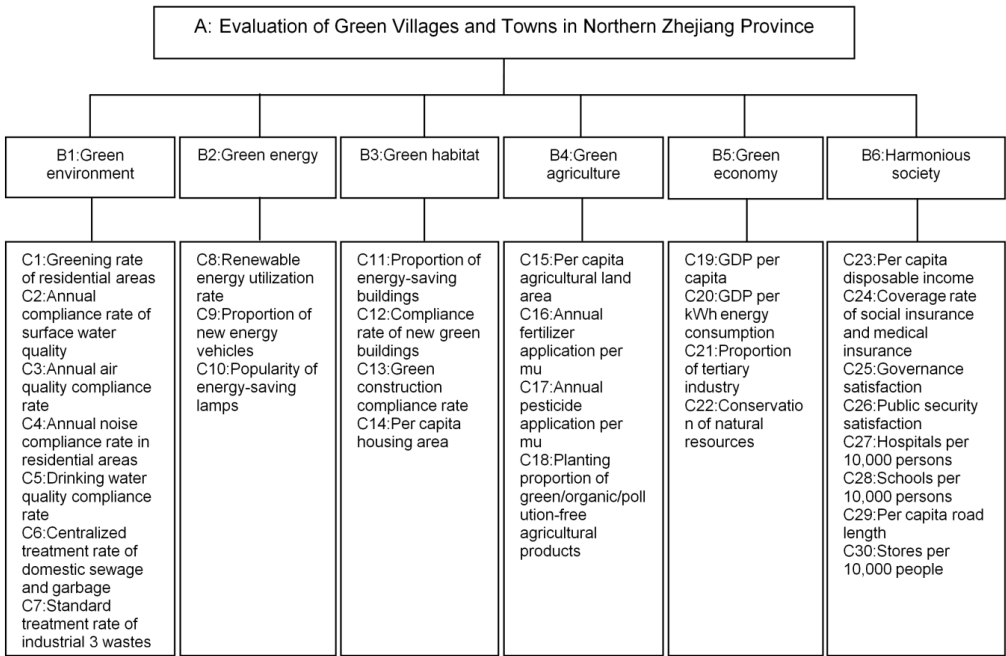 A: Evaluation of Green Villages and Towns in Northern Zhejiang Province
B1:Green
environment
B2:Green energy
B3:Green habitat
B4:Green
agriculture
B5:Green
economy
B6:Harmonious
society
C1:Greening rate
of residential areas
C2:Annual
compliance rate of
surface water
quality
C3:Annual air
quality compliance
rate
C4:Annual noise
compliance rate in
residential areas
C5:Drinking water
quality compliance
rate
C6:Centralized
treatment rate of
domestic sewage
and garbage
C7:Standard
treatment rate of
industrial 3 wastes
C8:Renewable
energy utilization
rate
C9:Proportion of
new energy
vehicles
C10:Popularity of
energy-saving
lamps
C11:Proportion of
energy-saving
buildings
C12:Compliance
rate of new green
buildings
C13:Green
construction
compliance rate
C14:Per capita
housing area
C15:Per capita
agricultural land
area
C16:Annual
fertilizer
application per
mu
C17:Annual
pesticide
application per
mu
C18:Planting
proportion of
green/organic/poll
ution-free
agricultural
products
C19:GDP per
capita
C20:GDP per
kWh energy
consumption
C21:Proportion
of tertiary
industry
C22:Conservatio
n of natural
resources
C23:Per capita
disposable income
C24:Coverage rate
of social insurance
and medical
insurance
C25:Governance
satisfaction
C26:Public security
satisfaction
C27:Hospitals per
10,000 persons
C28:Schools per
10,000 persons
C29:Per capita road
length
C30:Stores per
10,000 people